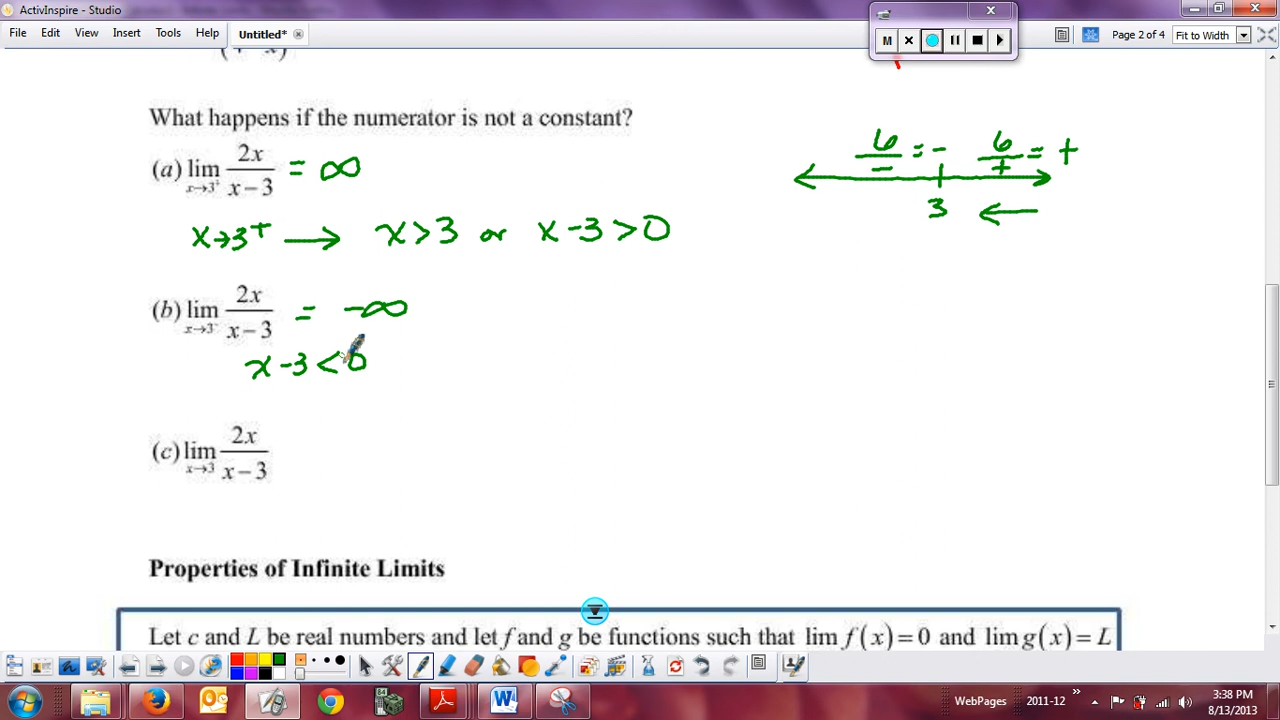 ActivInspire - Studio
File Edit View Insert Tools Help Untitled* Page 2 of 4 Fit to Width
M
What happens if the numerator is not a constant?
(a) lim x→3⁺ 2x/(x−3) = ∞
6/− = − 6/+ = +
3
x→3⁺ → x>3 or x−3>0
(b) lim x→3⁻ 2x/(x−3) = −∞
x−3<0
(c) lim x→3 2x/(x−3)
Properties of Infinite Limits
Let c and L be real numbers and let f and g be functions such that lim f(x)=0 and lim g(x)=L
WebPages 2011-12 » 3:38 PM
8/13/2013